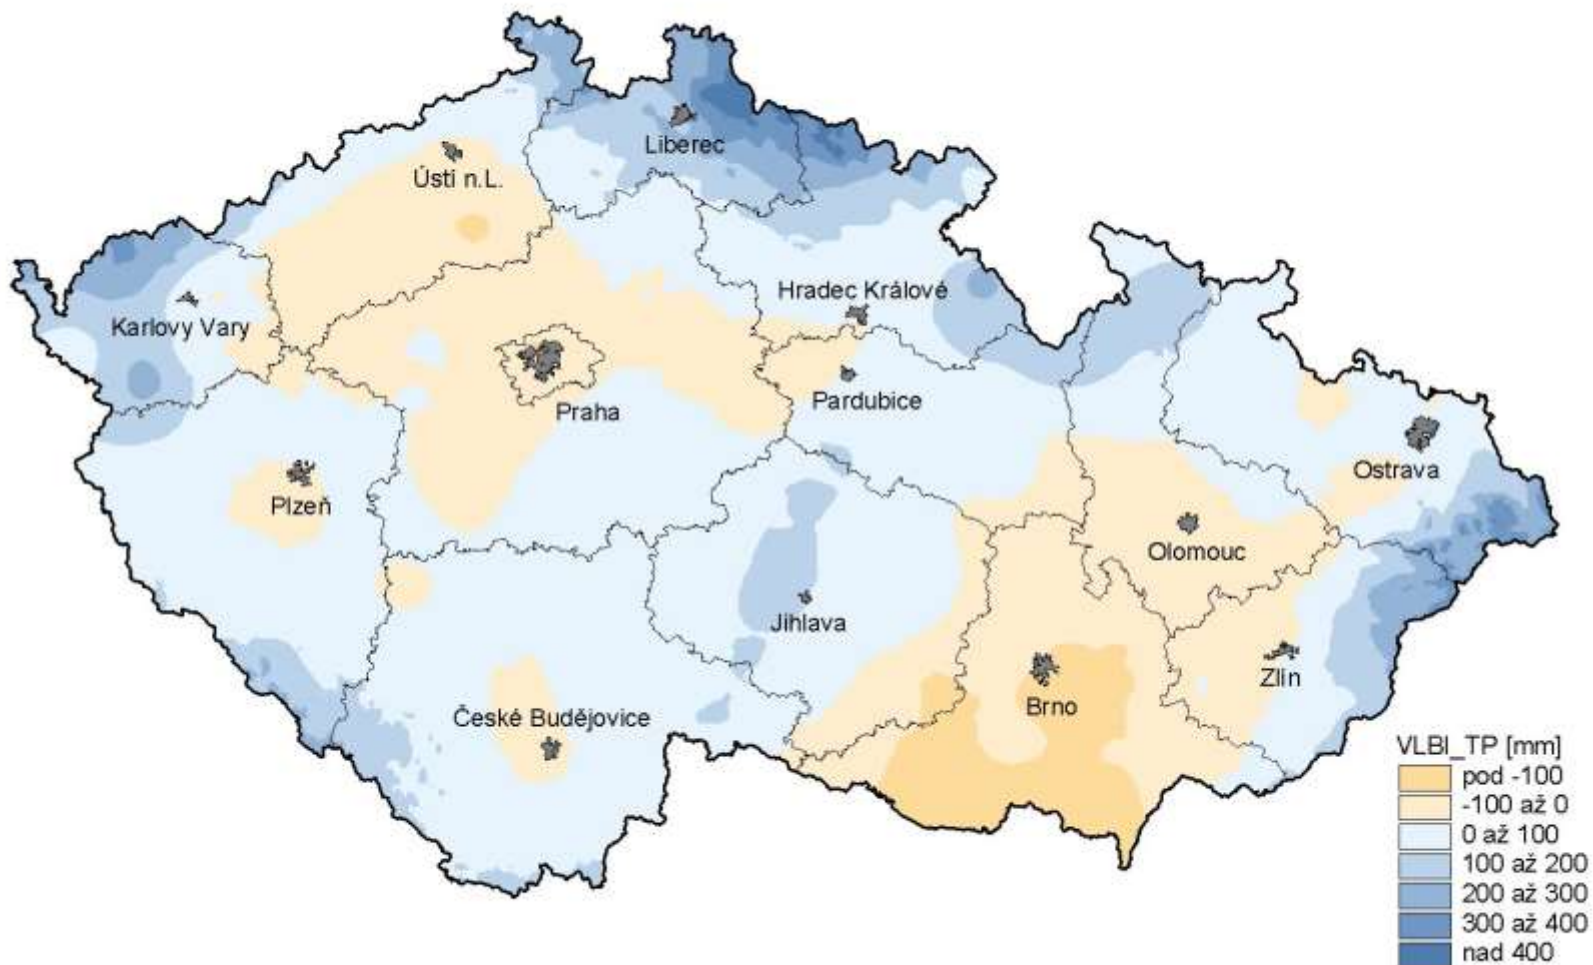 Liberec
Ústí n.L.
Karlovy Vary
Hradec Králové
Praha
Pardubice
Plzeň
Ostrava
Olomouc
Jihlava
Zlín
Brno
České Budějovice
VLBI_TP [mm]
pod -100
-100 až 0
0 až 100
100 až 200
200 až 300
300 až 400
nad 400